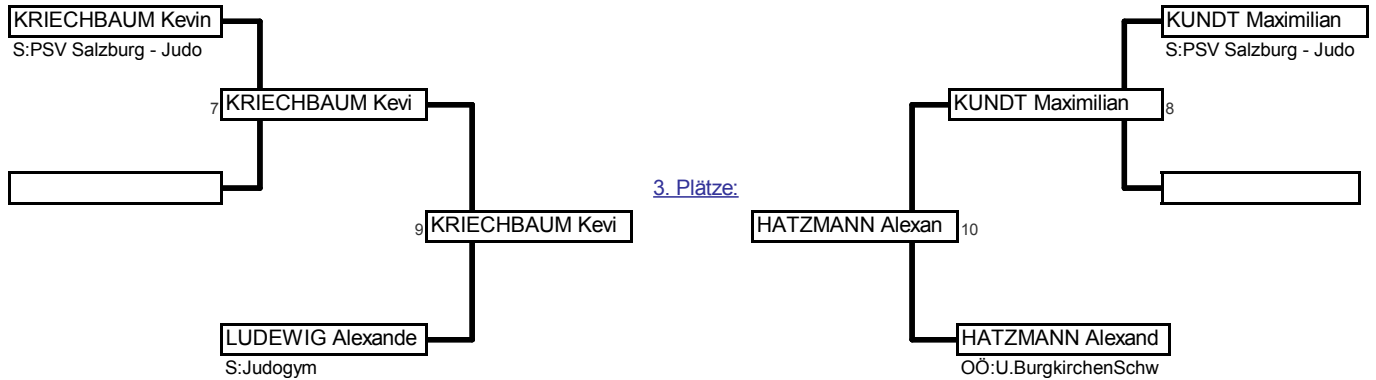 KRIECHBAUM Kevin
S:PSV Salzburg - Judo
KUNDT Maximilian
S:PSV Salzburg - Judo
7 KRIECHBAUM Kevi
KUNDT Maximilian 8
3. Plätze:
9 KRIECHBAUM Kevi
HATZMANN Alexan 10
LUDEWIG Alexande
S:Judogym
HATZMANN Alexand
OÖ:U.BurgkirchenSchw